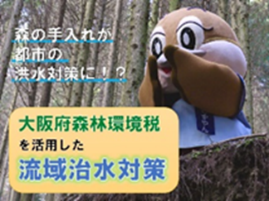 森の手入れが
都市の
洪水対策に！？
大阪府森林環境税
を活用した
流域治水対策